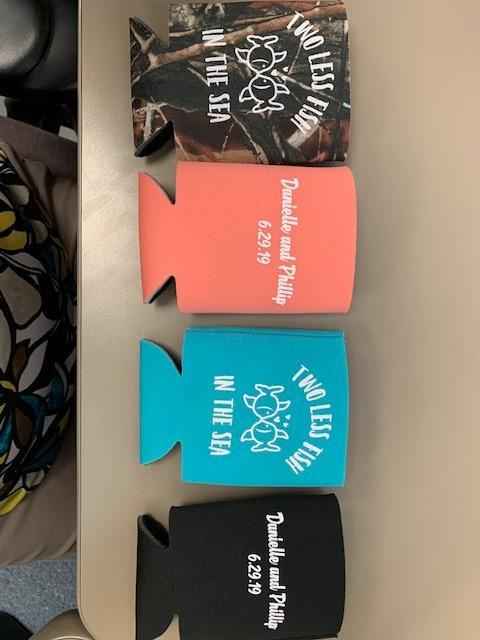 TWO LESS FISH
IN THE SEA
Danielle and Phillip
6.29.19
TWO LESS FISH
IN THE SEA
Danielle and Phillip
6.29.19